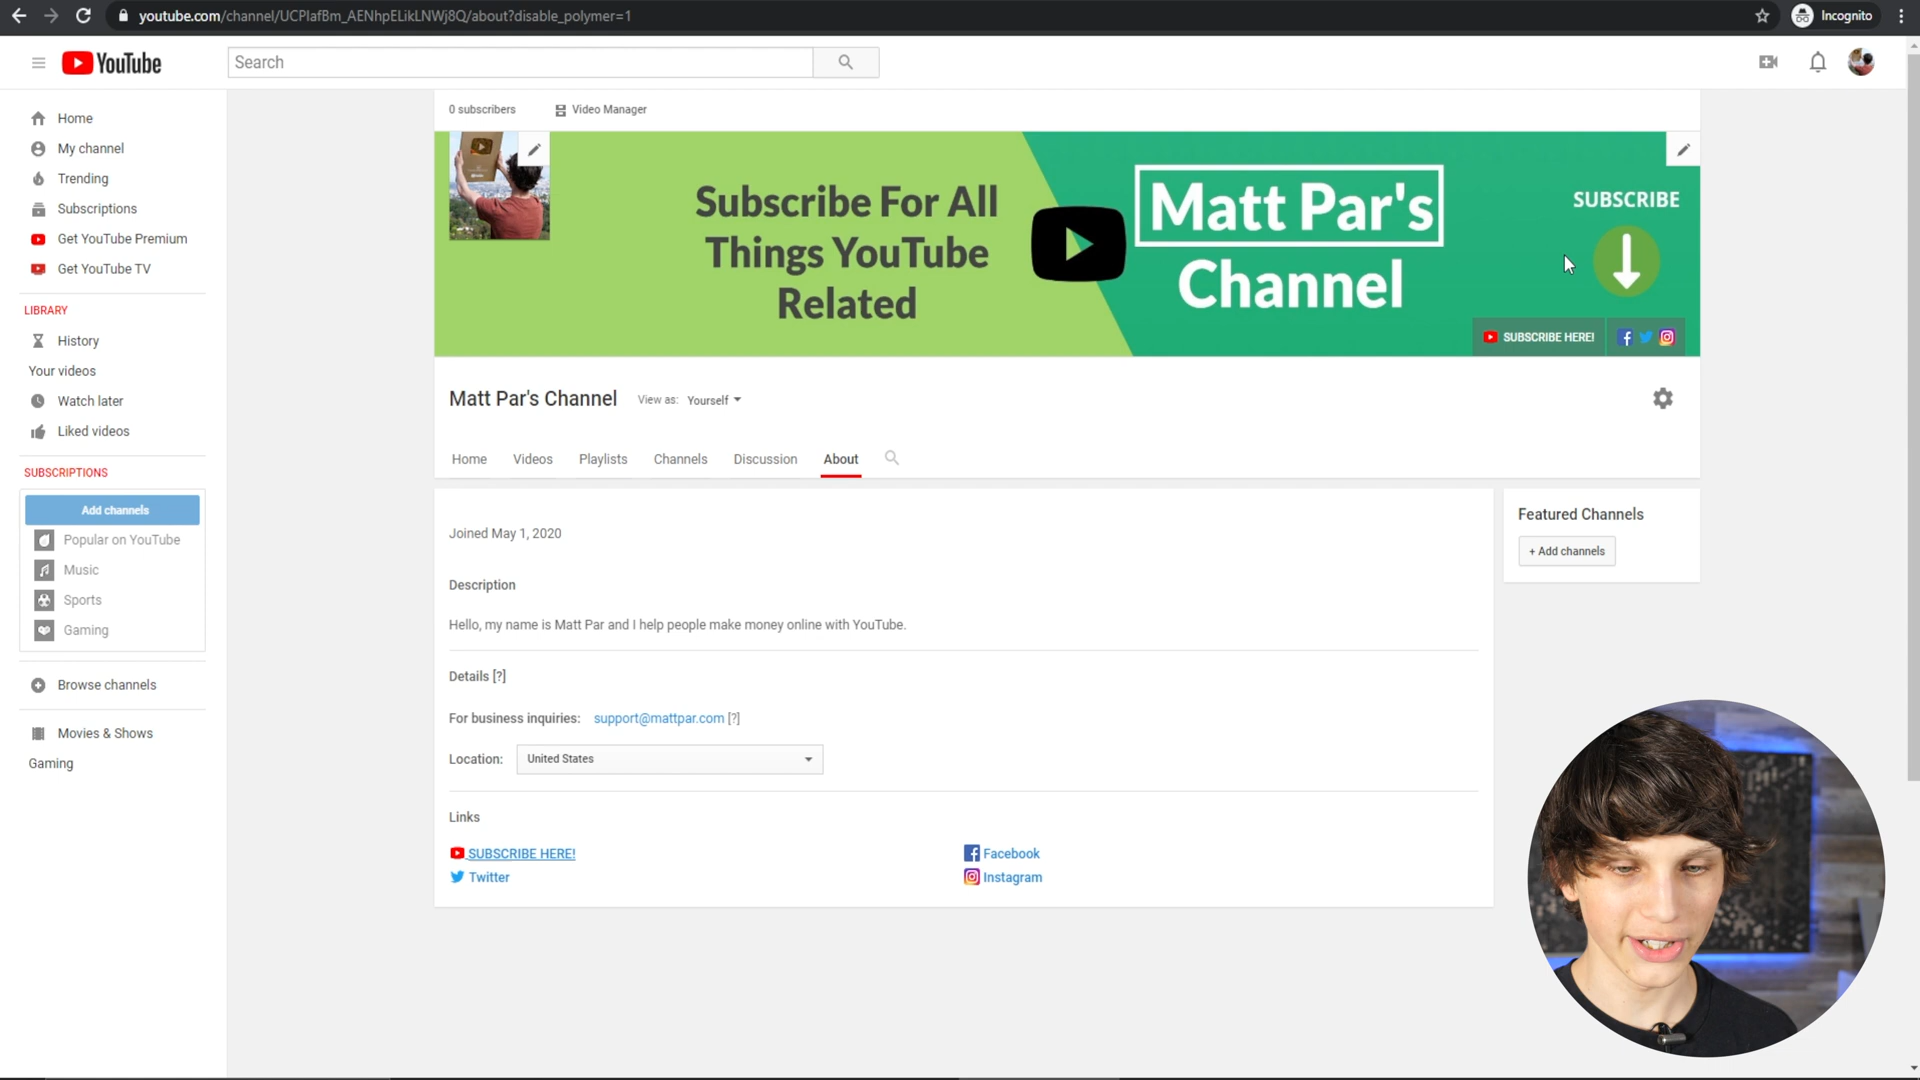 youtube.com/channel/UCPIafBm_AENhpELikLNWj8Q/about?disable_polymer=1
Incognito
YouTube
Search
Home
My channel
Trending
Subscriptions
Get YouTube Premium
Get YouTube TV
LIBRARY
History
Your videos
Watch later
Liked videos
SUBSCRIPTIONS
Add channels
Popular on YouTube
Music
Sports
Gaming
Browse channels
Movies & Shows
Gaming
0 subscribers
Video Manager
Subscribe For All
Things YouTube
Related
Matt Par's
Channel
SUBSCRIBE
SUBSCRIBE HERE!
Matt Par's Channel
View as: Yourself
Home Videos Playlists Channels Discussion About
Joined May 1, 2020
Description
Hello, my name is Matt Par and I help people make money online with YouTube.
Details [?]
For business inquiries: support@mattpar.com [?]
Location: United States
Links
SUBSCRIBE HERE!
Facebook
Twitter
Instagram
Featured Channels
+ Add channels